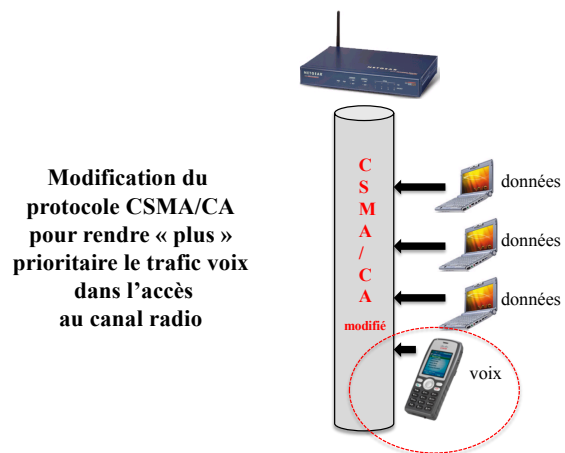 NETGEAR
Modification du
protocole CSMA/CA
pour rendre « plus »
prioritaire le trafic voix
dans l'accès
au canal radio
C
S
M
A
/
C
A
modifié
données
données
données
voix